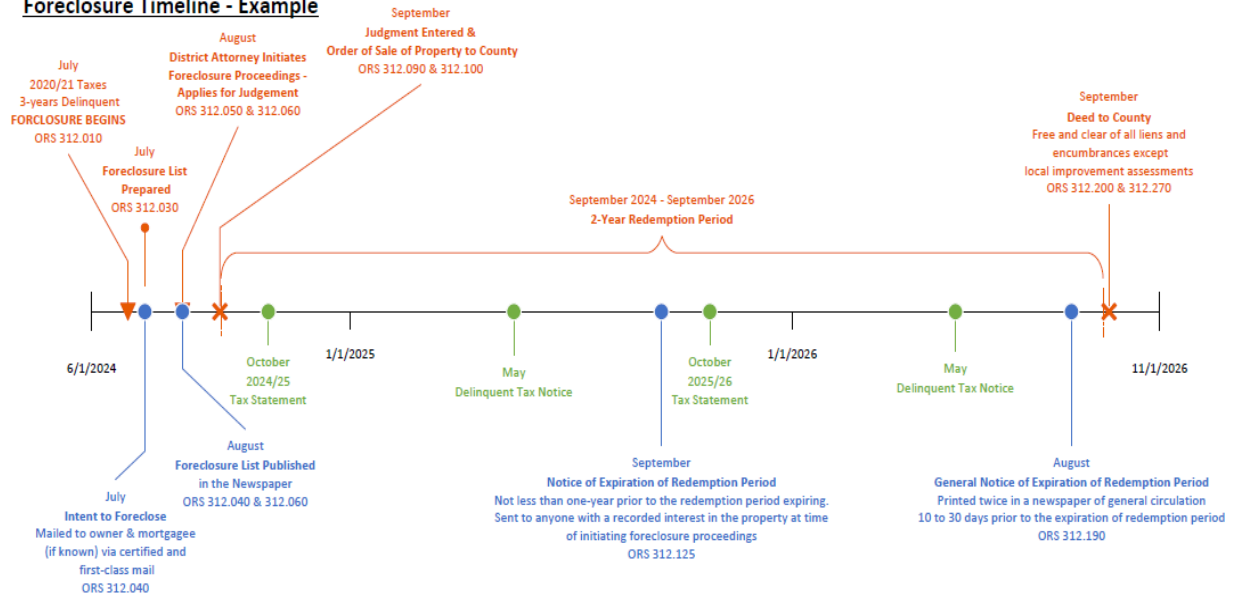 Foreclosure Timeline - Example
July
2020/21 Taxes
3-years Delinquent
FORCLOSURE BEGINS
ORS 312.010
July
Foreclosure List
Prepared
ORS 312.030
August
District Attorney Initiates
Foreclosure Proceedings -
Applies for Judgement
ORS 312.050 & 312.060
September
Judgment Entered &
Order of Sale of Property to County
ORS 312.090 & 312.100
September 2024 - September 2026
2-Year Redemption Period
September
Deed to County
Free and clear of all liens and
encumbrances except
local improvement assessments
ORS 312.200 & 312.270
6/1/2024
1/1/2025
1/1/2026
11/1/2026
October
2024/25
Tax Statement
May
Delinquent Tax Notice
October
2025/26
Tax Statement
May
Delinquent Tax Notice
July
Intent to Foreclose
Mailed to owner & mortgagee
(if known) via certified and
first-class mail
ORS 312.040
August
Foreclosure List Published
in the Newspaper
ORS 312.040 & 312.060
September
Notice of Expiration of Redemption Period
Not less than one-year prior to the redemption period expiring.
Sent to anyone with a recorded interest in the property at time
of initiating foreclosure proceedings
ORS 312.125
August
General Notice of Expiration of Redemption Period
Printed twice in a newspaper of general circulation
10 to 30 days prior to the expiration of redemption period
ORS 312.190